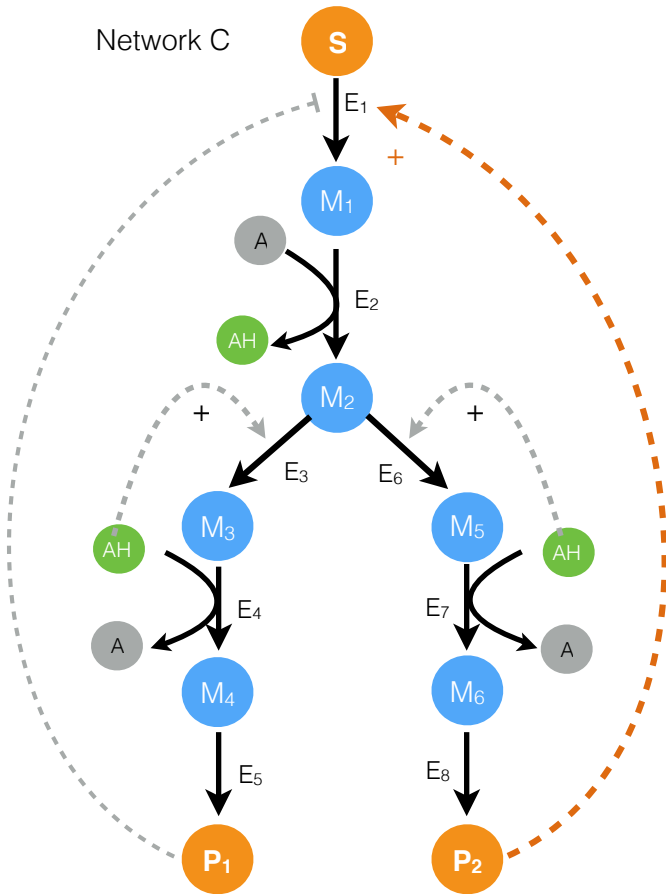 Network C
S
E₁
+
M₁
A
E₂
AH
M₂
+
+
E₃
E₆
M₃
M₅
AH
AH
E₄
E₇
A
A
M₄
M₆
E₅
E₈
P₁
P₂